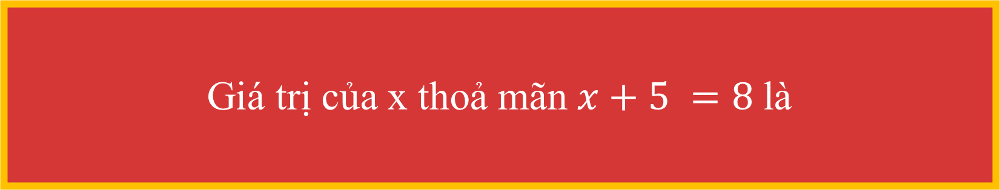 Giá trị của x thoả mãn 𝑥 + 5 = 8 là